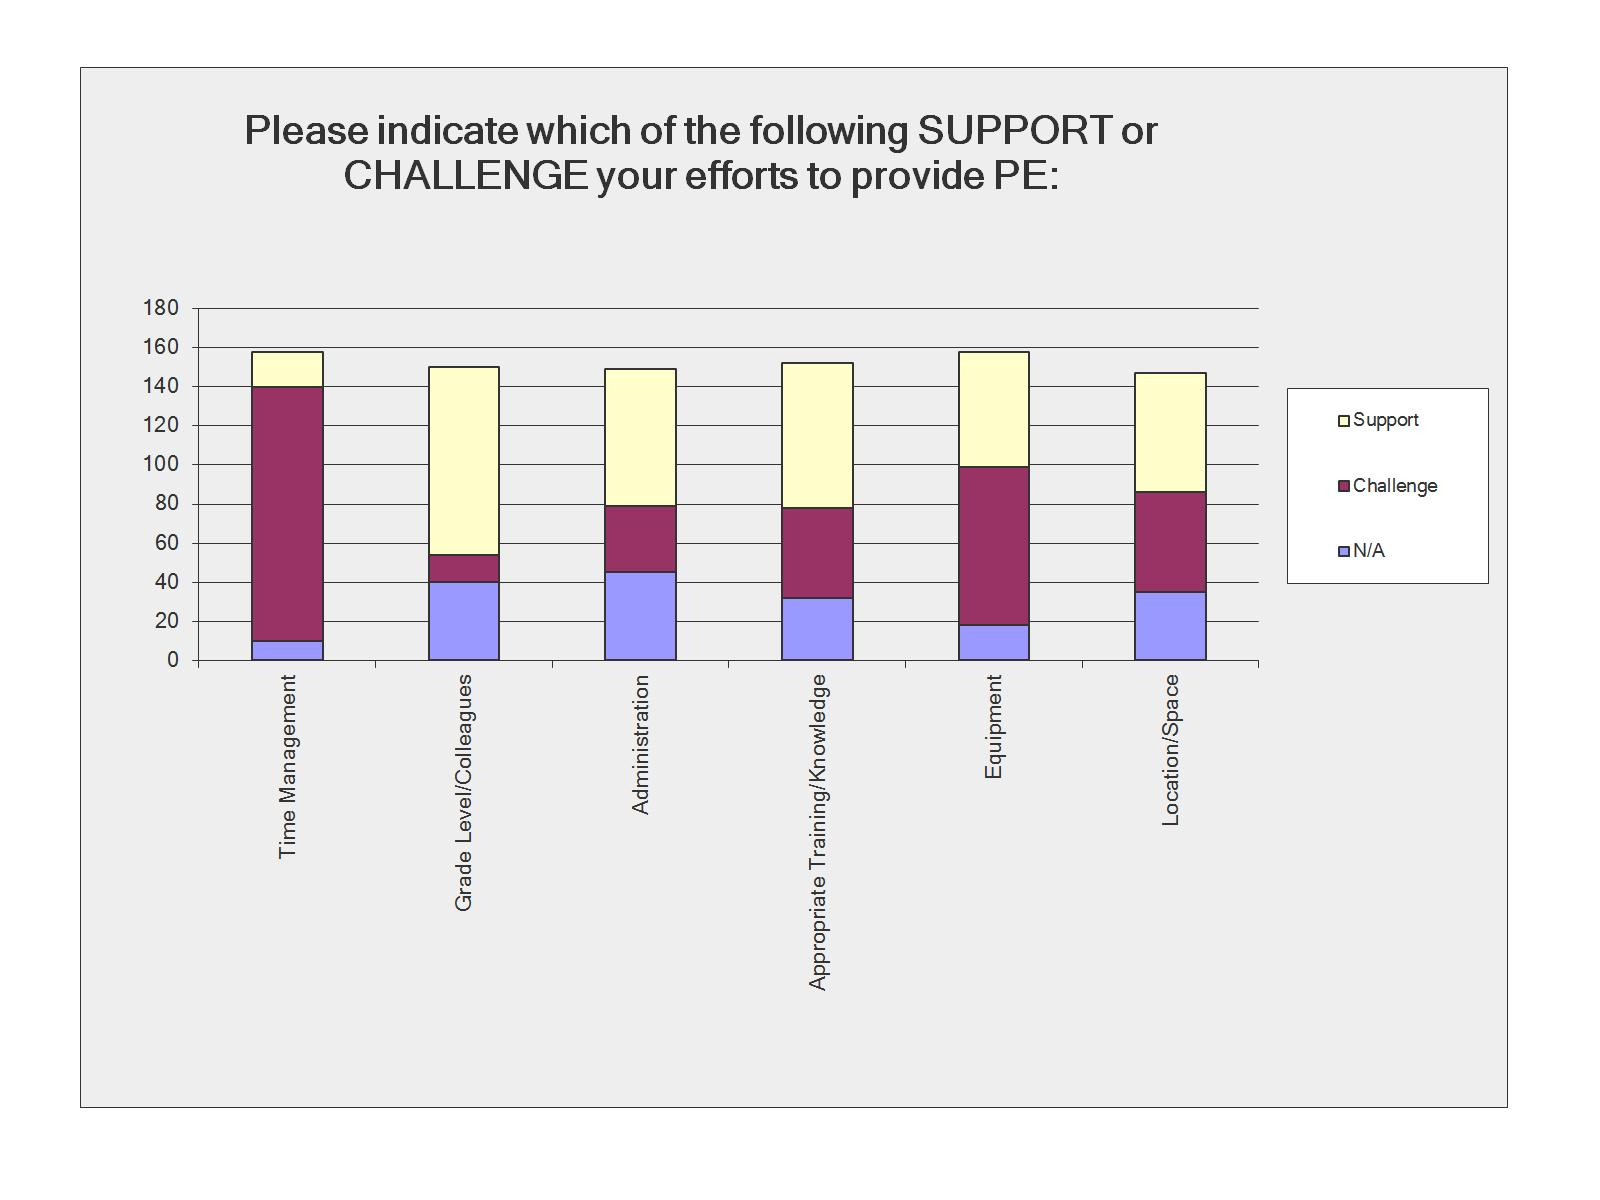 Please indicate which of the following SUPPORT or
CHALLENGE your efforts to provide PE:
180
160
140
120
100
80
60
40
20
0
Time Management
Grade Level/Colleagues
Administration
Appropriate Training/Knowledge
Equipment
Location/Space
Support
Challenge
N/A